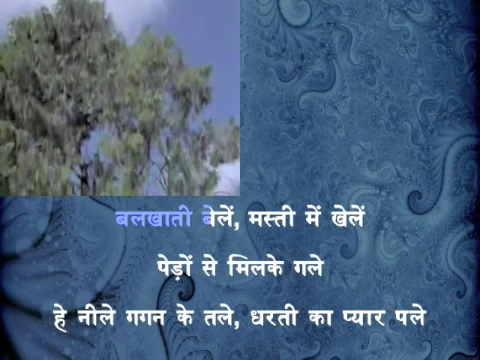 बलखाती बेलें, मस्ती में खेलें
पेड़ों से मिलके गले
हे नीले गगन के तले, धरती का प्यार पले